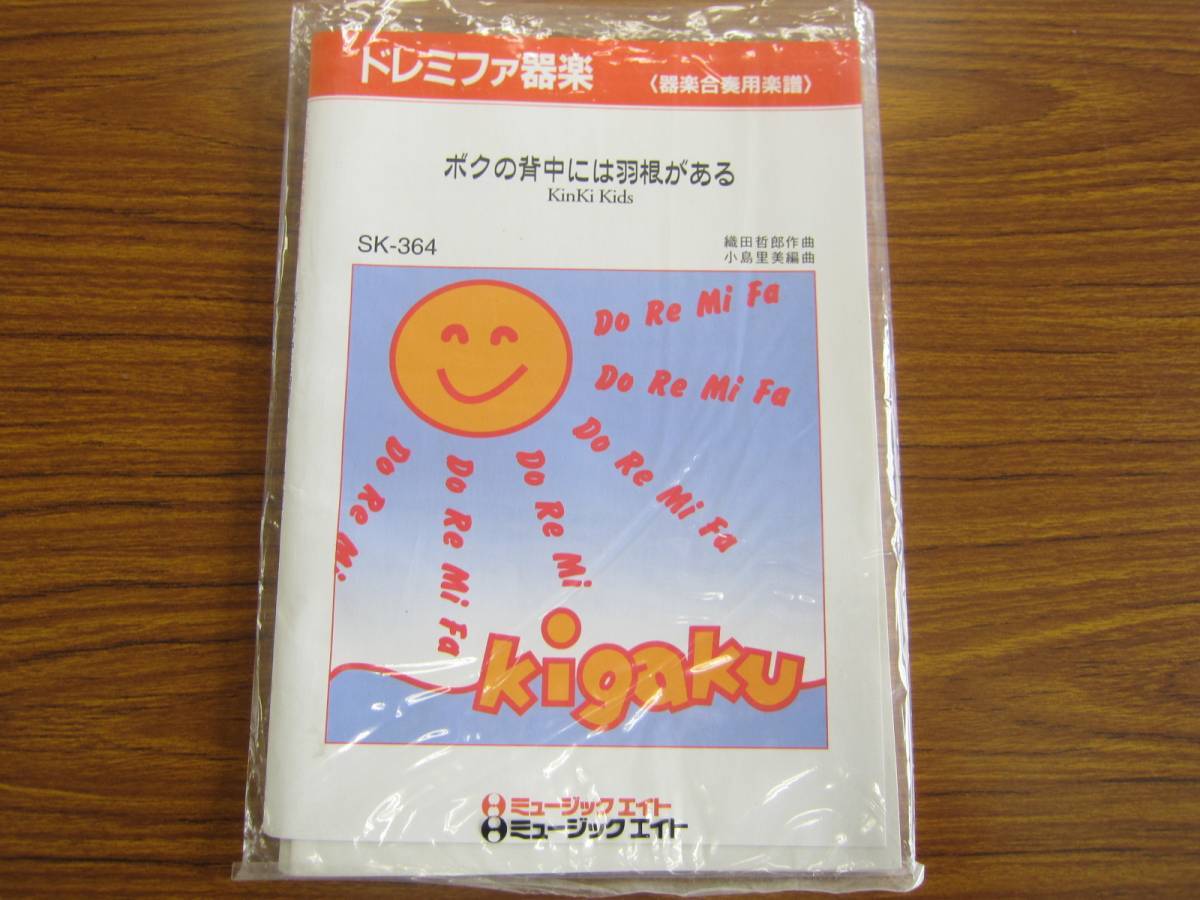 ドレミファ器楽
〈器楽合奏用楽譜〉
ボクの背中には羽根がある
KinKi Kids
SK-364
織田哲郎作曲
小島里美編曲
Do Re Mi Fa
Do Re Mi Fa
Do Re Mi Fa
Do Re Mi
Do Re Mi Fa
Do Re Mi
kigaku
ミュージックエイト
ミュージックエイト